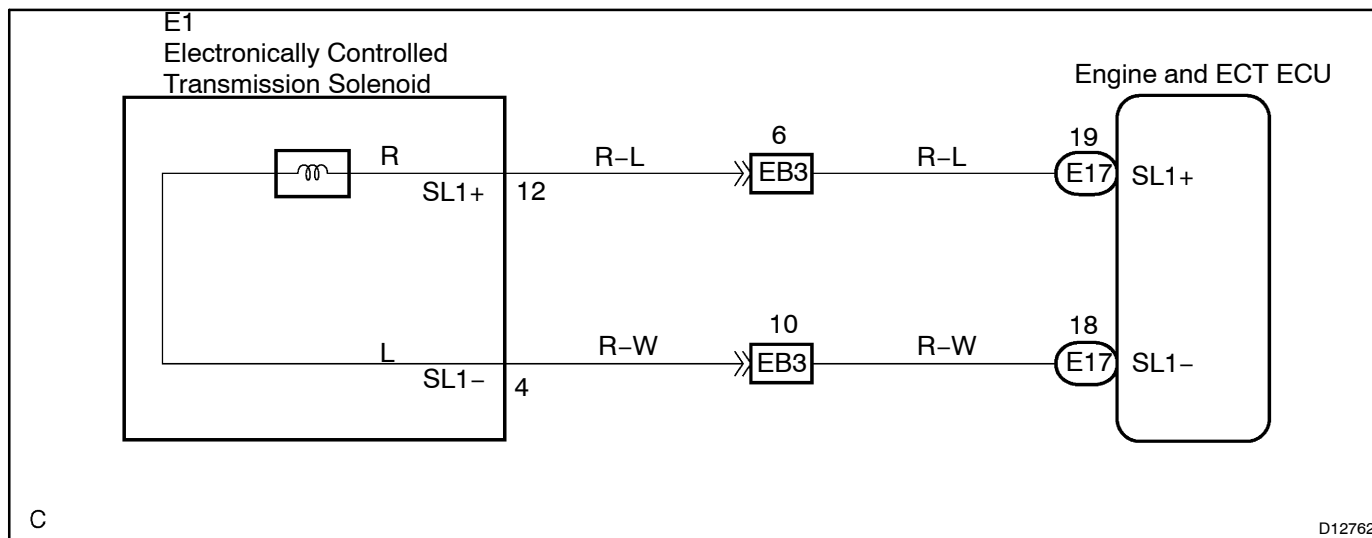 E1
Electronically Controlled
Transmission Solenoid
Engine and ECT ECU
R
R−L
6
EB3
R−L
19
E17
SL1+
SL1+
12
L
R−W
10
EB3
R−W
18
E17
SL1−
SL1−
4
C
D12762